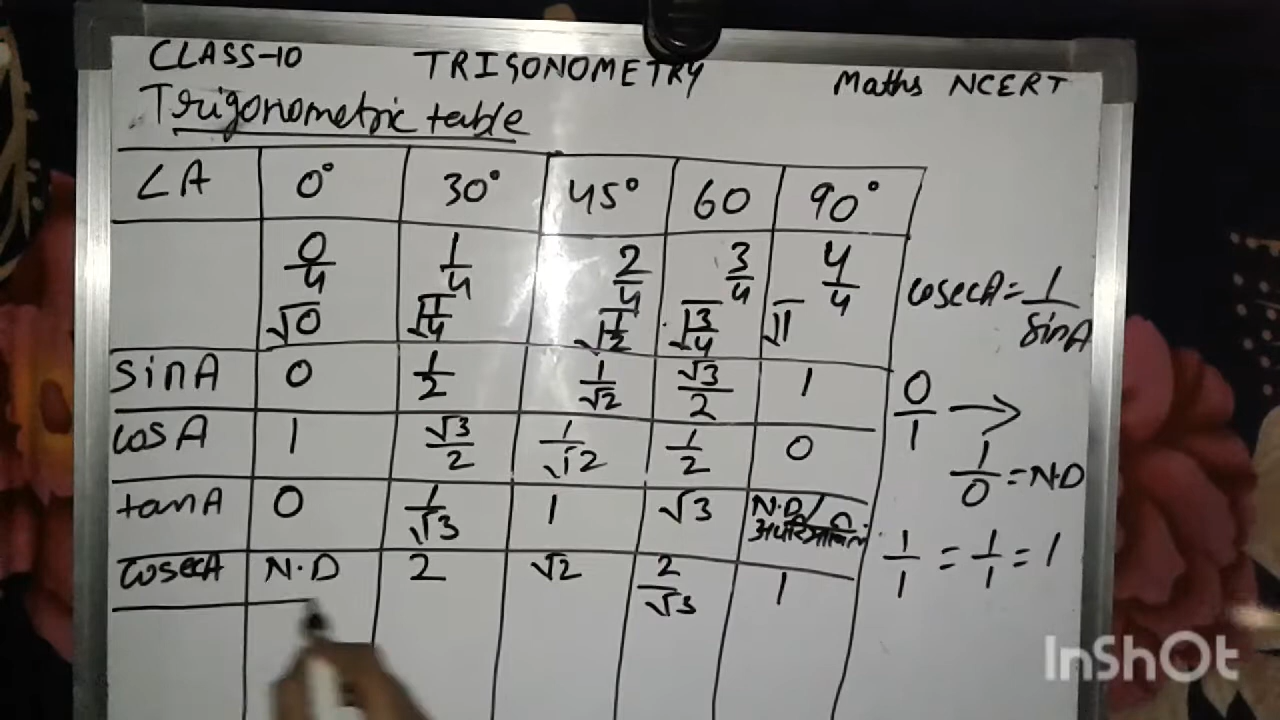 CLASS-10 TRIGONOMETRY Maths NCERT
Trigonometric table
∠A 0° 30° 45° 60 90°
0/4 1/4 2/4 3/4 4/4
√0 √1/4 √1/2 √3/4 √1
cosecA = 1/sinA
sinA 0 1/2 1/√2 √3/2 1
0/1 →
cosA 1 √3/2 1/√2 1/2 0
1/0 = N.D
tanA 0 1/√3 1 √3 N.D/
1/1 = 1/1 = 1
cosecA N.D 2 √2 2/√3 1
InShOt